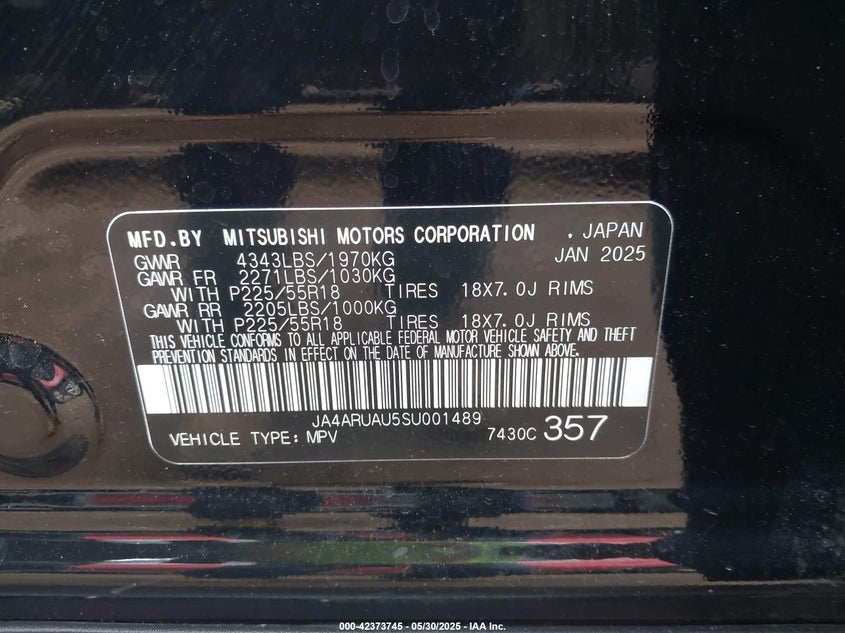 MFD.BY MITSUBISHI MOTORS CORPORATION , JAPAN
JAN 2025
GVWR 4343LBS/1970KG
GAWR FR 2271LBS/1030KG
WITH P225/55R18 TIRES 18X7.0J RIMS
GAWR RR 2205LBS/1000KG
WITH P225/55R18 TIRES 18X7.0J RIMS
THIS VEHICLE CONFORMS TO ALL APPLICABLE FEDERAL MOTOR VEHICLE SAFETY AND THEFT
PREVENTION STANDARDS IN EFFECT ON THE DATE OF MANUFACTURE SHOWN ABOVE.
JA4ARUAU5SU001489
VEHICLE TYPE: MPV 7430C 357
000-42373745 - 05/30/2025 - IAA Inc.